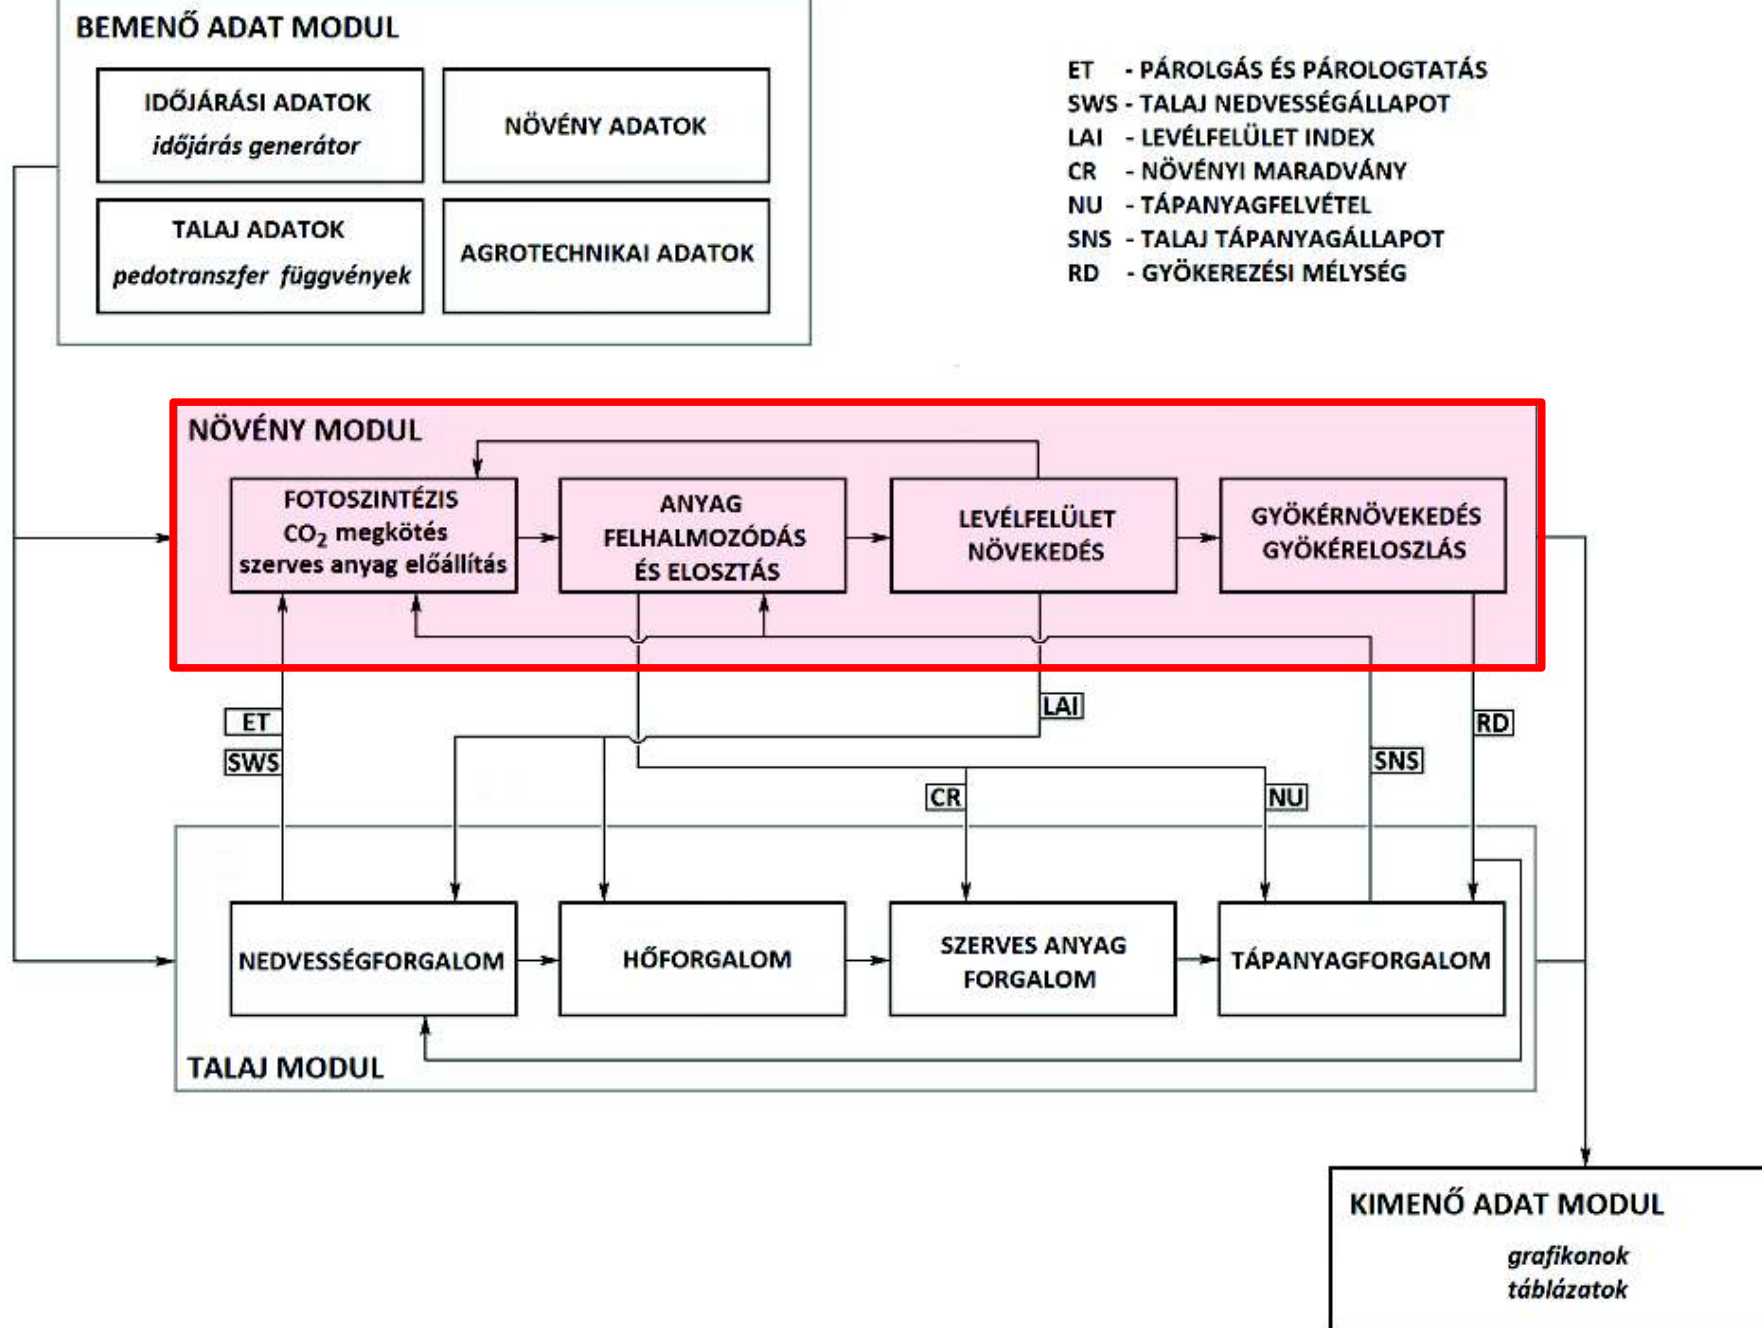 BEMENŐ ADAT MODUL
IDŐJÁRÁSI ADATOK
időjárás generátor
NÖVÉNY ADATOK
TALAJ ADATOK
pedotranszfer függvények
AGROTECHNIKAI ADATOK
ET - PÁROLGÁS ÉS PÁROLOGTATÁS
SWS - TALAJ NEDVESSÉGÁLLAPOT
LAI - LEVÉLFELÜLET INDEX
CR - NÖVÉNYI MARADVÁNY
NU - TÁPANYAGFELVÉTEL
SNS - TALAJ TÁPANYAGÁLLAPOT
RD - GYÖKEREZÉSI MÉLYSÉG
NÖVÉNY MODUL
FOTOSZINTÉZIS
CO₂ megkötés
szerves anyag előállítás
ANYAG
FELHALMOZÓDÁS
ÉS ELOSZTÁS
LEVÉLFELÜLET
NÖVEKEDÉS
GYÖKÉRNÖVEKEDÉS
GYÖKÉRELOSZLÁS
ET
SWS
LAI
CR
NU
SNS
RD
NEDVESSÉGFORGALOM
HŐFORGALOM
SZERVES ANYAG
FORGALOM
TÁPANYAGFORGALOM
TALAJ MODUL
KIMENŐ ADAT MODUL
grafikonok
táblázatok